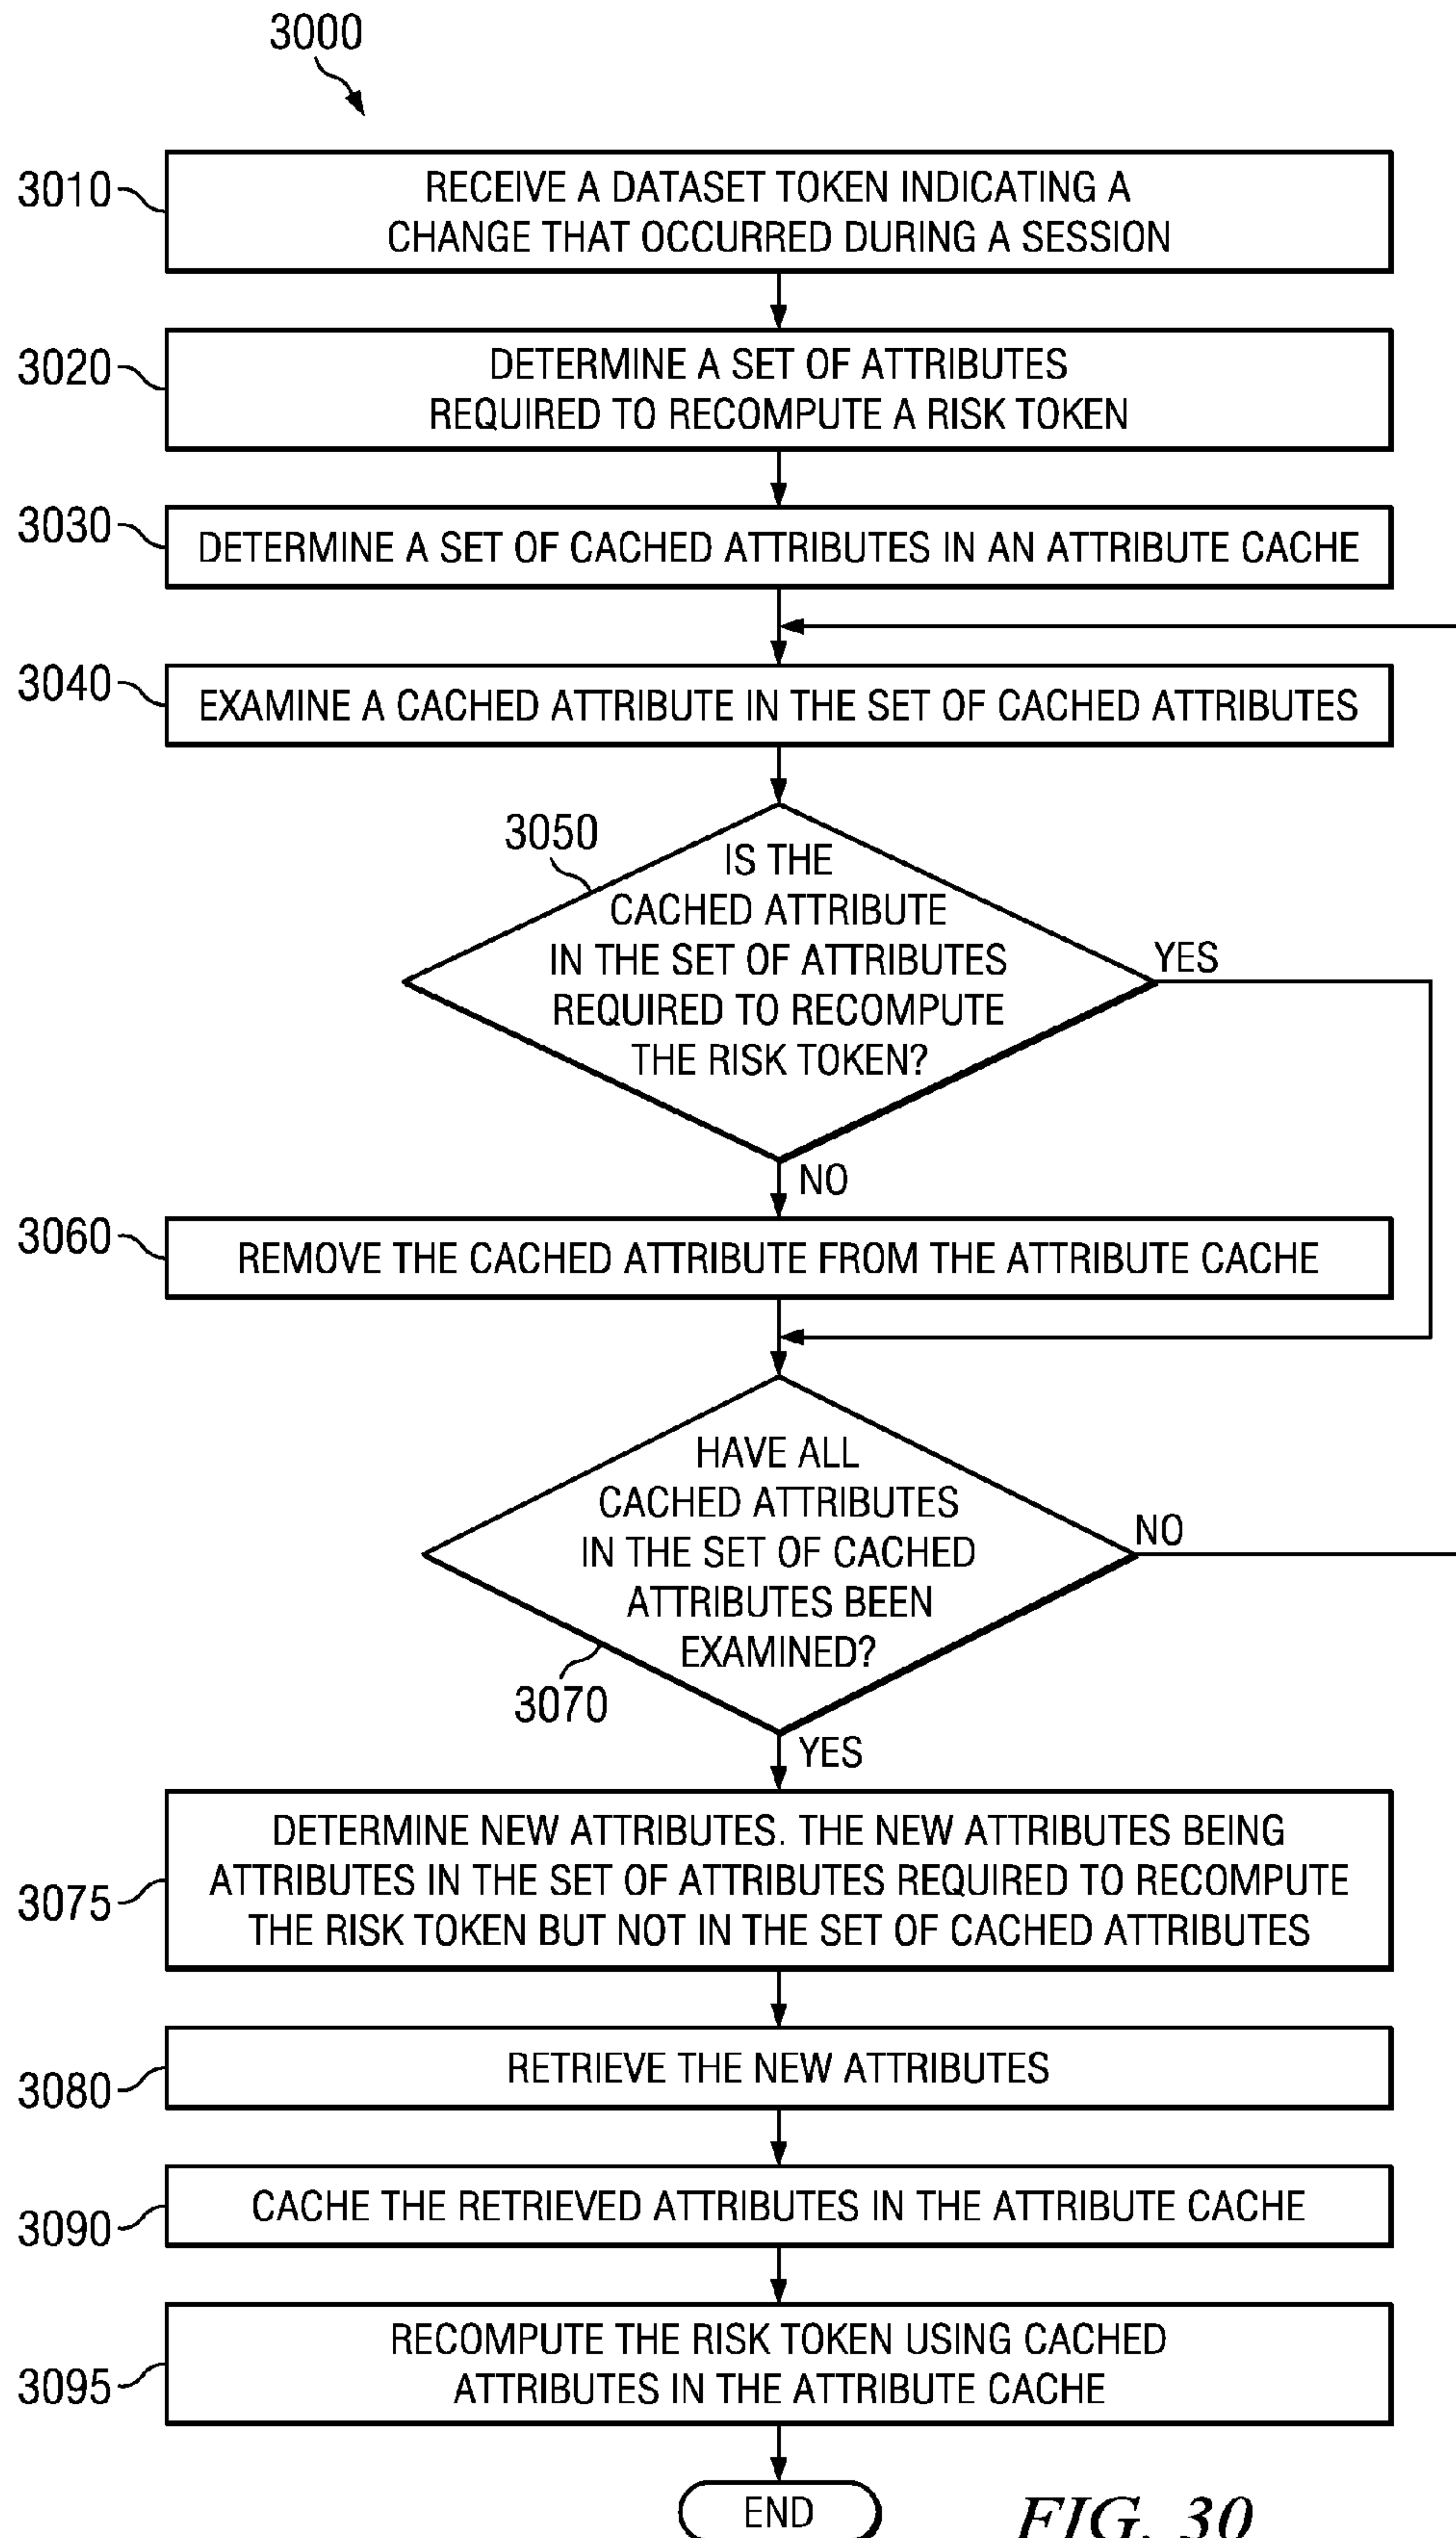 3000
3010
RECEIVE A DATASET TOKEN INDICATING A
CHANGE THAT OCCURRED DURING A SESSION
3020
DETERMINE A SET OF ATTRIBUTES
REQUIRED TO RECOMPUTE A RISK TOKEN
3030
DETERMINE A SET OF CACHED ATTRIBUTES IN AN ATTRIBUTE CACHE
3040
EXAMINE A CACHED ATTRIBUTE IN THE SET OF CACHED ATTRIBUTES
3050
IS THE
CACHED ATTRIBUTE
IN THE SET OF ATTRIBUTES
REQUIRED TO RECOMPUTE
THE RISK TOKEN?
YES
NO
3060
REMOVE THE CACHED ATTRIBUTE FROM THE ATTRIBUTE CACHE
HAVE ALL
CACHED ATTRIBUTES
IN THE SET OF CACHED
ATTRIBUTES BEEN
EXAMINED?
NO
3070
YES
3075
DETERMINE NEW ATTRIBUTES. THE NEW ATTRIBUTES BEING
ATTRIBUTES IN THE SET OF ATTRIBUTES REQUIRED TO RECOMPUTE
THE RISK TOKEN BUT NOT IN THE SET OF CACHED ATTRIBUTES
3080
RETRIEVE THE NEW ATTRIBUTES
3090
CACHE THE RETRIEVED ATTRIBUTES IN THE ATTRIBUTE CACHE
3095
RECOMPUTE THE RISK TOKEN USING CACHED
ATTRIBUTES IN THE ATTRIBUTE CACHE
END
FIG. 30